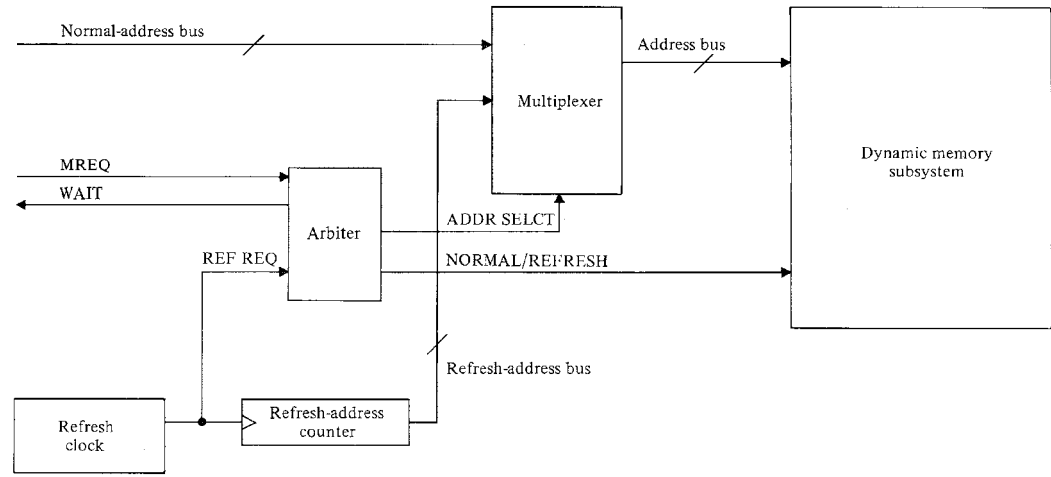 Normal-address bus
Address bus
Multiplexer
Dynamic memory
subsystem
MREQ
WAIT
Arbiter
ADDR SELCT
REF REQ
NORMAL/REFRESH
Refresh-address bus
Refresh
clock
Refresh-address
counter